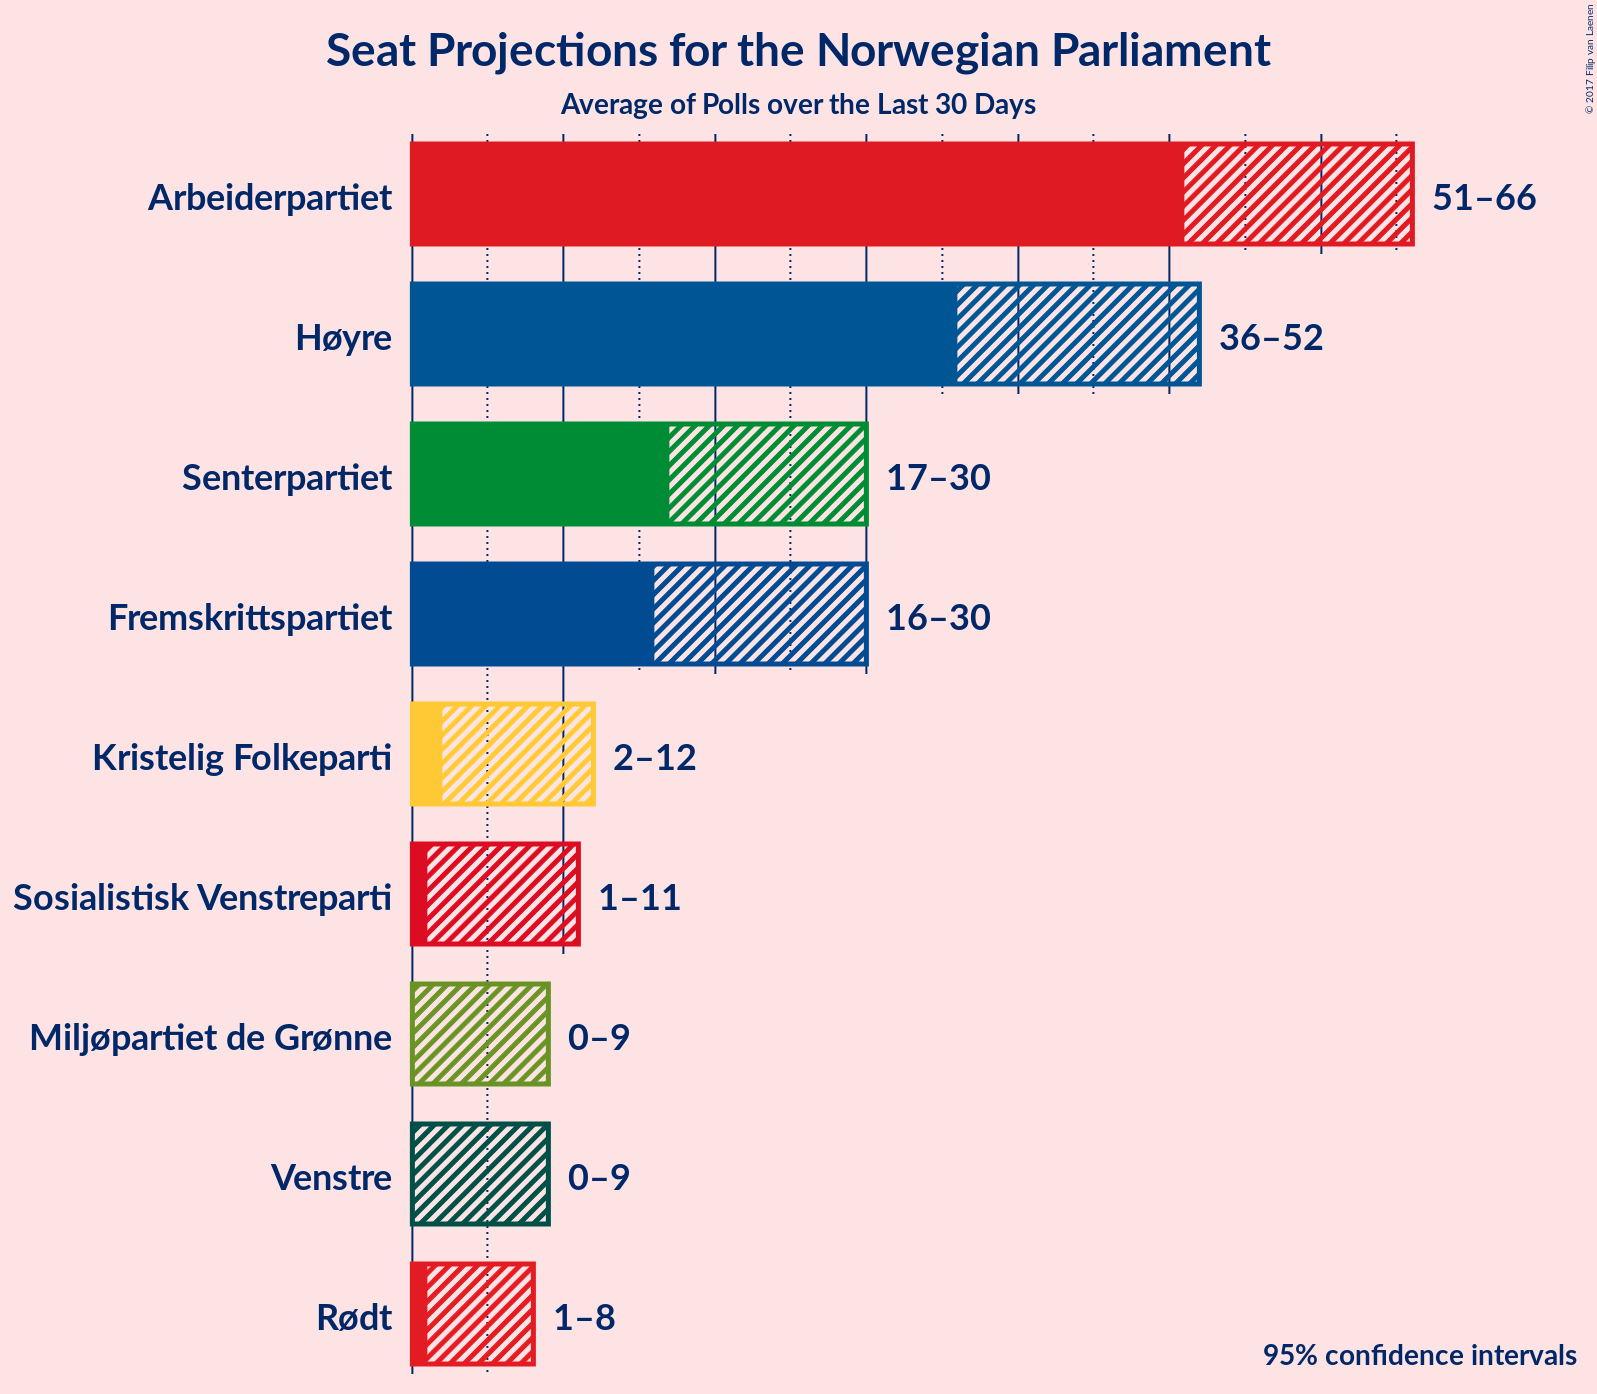 Seat Projections for the Norwegian Parliament
Average of Polls over the Last 30 Days
© 2017 Filip van Laenen
Arbeiderpartiet 51–66
Høyre 36–52
Senterpartiet 17–30
Fremskrittspartiet 16–30
Kristelig Folkeparti 2–12
Sosialistisk Venstreparti 1–11
Miljøpartiet de Grønne 0–9
Venstre 0–9
Rødt 1–8
95% confidence intervals